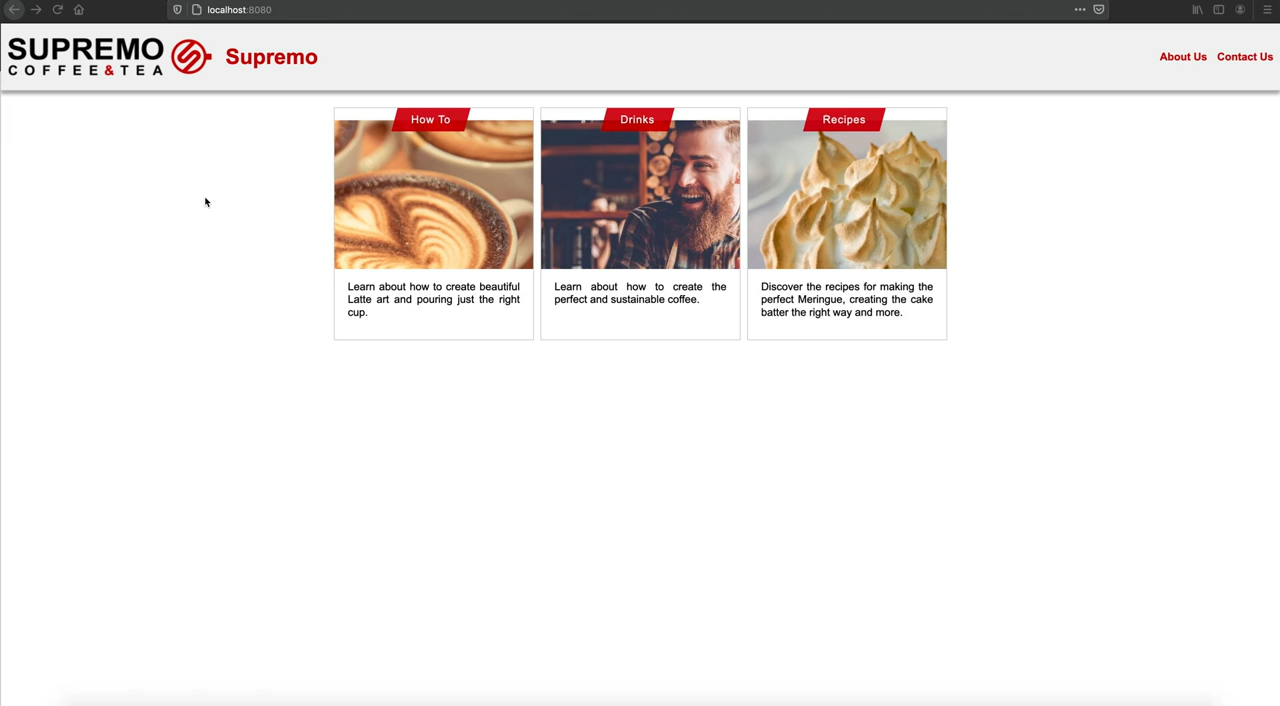 localhost:8080
SUPREMO
COFFEE&TEA
Supremo
About Us
Contact Us
How To
Learn about how to create beautiful
Latte art and pouring just the right
cup.
Drinks
Learn about how to create the
perfect and sustainable coffee.
Recipes
Discover the recipes for making the
perfect Meringue, creating the cake
batter the right way and more.